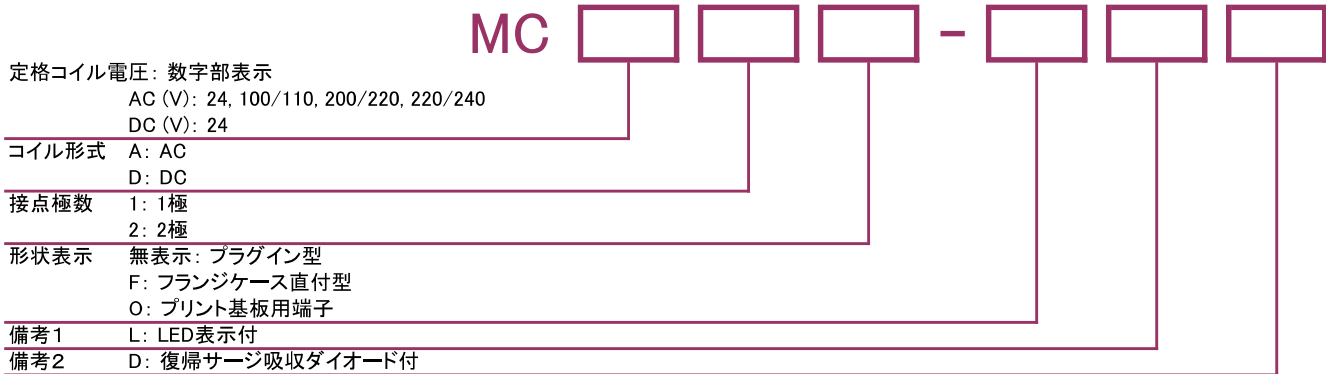 MC -
定格コイル電圧: 数字部表示
AC (V): 24, 100/110, 200/220, 220/240
DC (V): 24
コイル形式 A: AC
D: DC
接点極数 1: 1極
2: 2極
形状表示 無表示: プラグイン型
F: フランジケース直付型
O: プリント基板用端子
備考1 L: LED表示付
備考2 D: 復帰サージ吸収ダイオード付